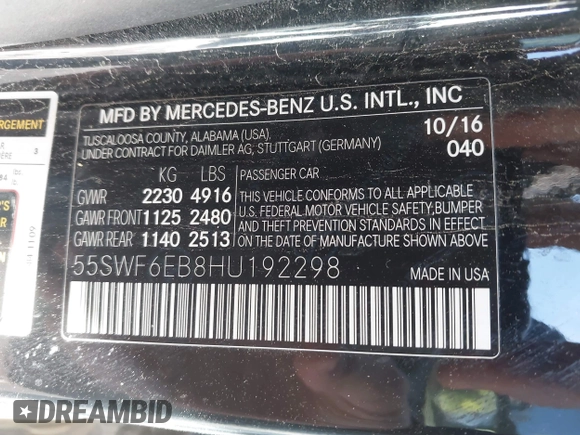 MFD BY MERCEDES-BENZ U.S. INTL., INC
TUSCALOOSA COUNTY, ALABAMA (USA). 10/16
UNDER CONTRACT FOR DAIMLER AG, STUTTGART (GERMANY) 040
KG LBS PASSENGER CAR
GVWR 2230 4916 THIS VEHICLE CONFORMS TO ALL APPLICABLE
GAWR FRONT 1125 2480 U.S. FEDERAL MOTOR VEHICLE SAFETY, BUMPER
GAWR REAR 1140 2513 AND THEFT PREVENTION STANDARDS IN EFFECT
ON THE DATE OF MANUFACTURE SHOWN ABOVE.
55SWF6EB8HU192298 MADE IN USA
RGEMENT
3
DREAMBID